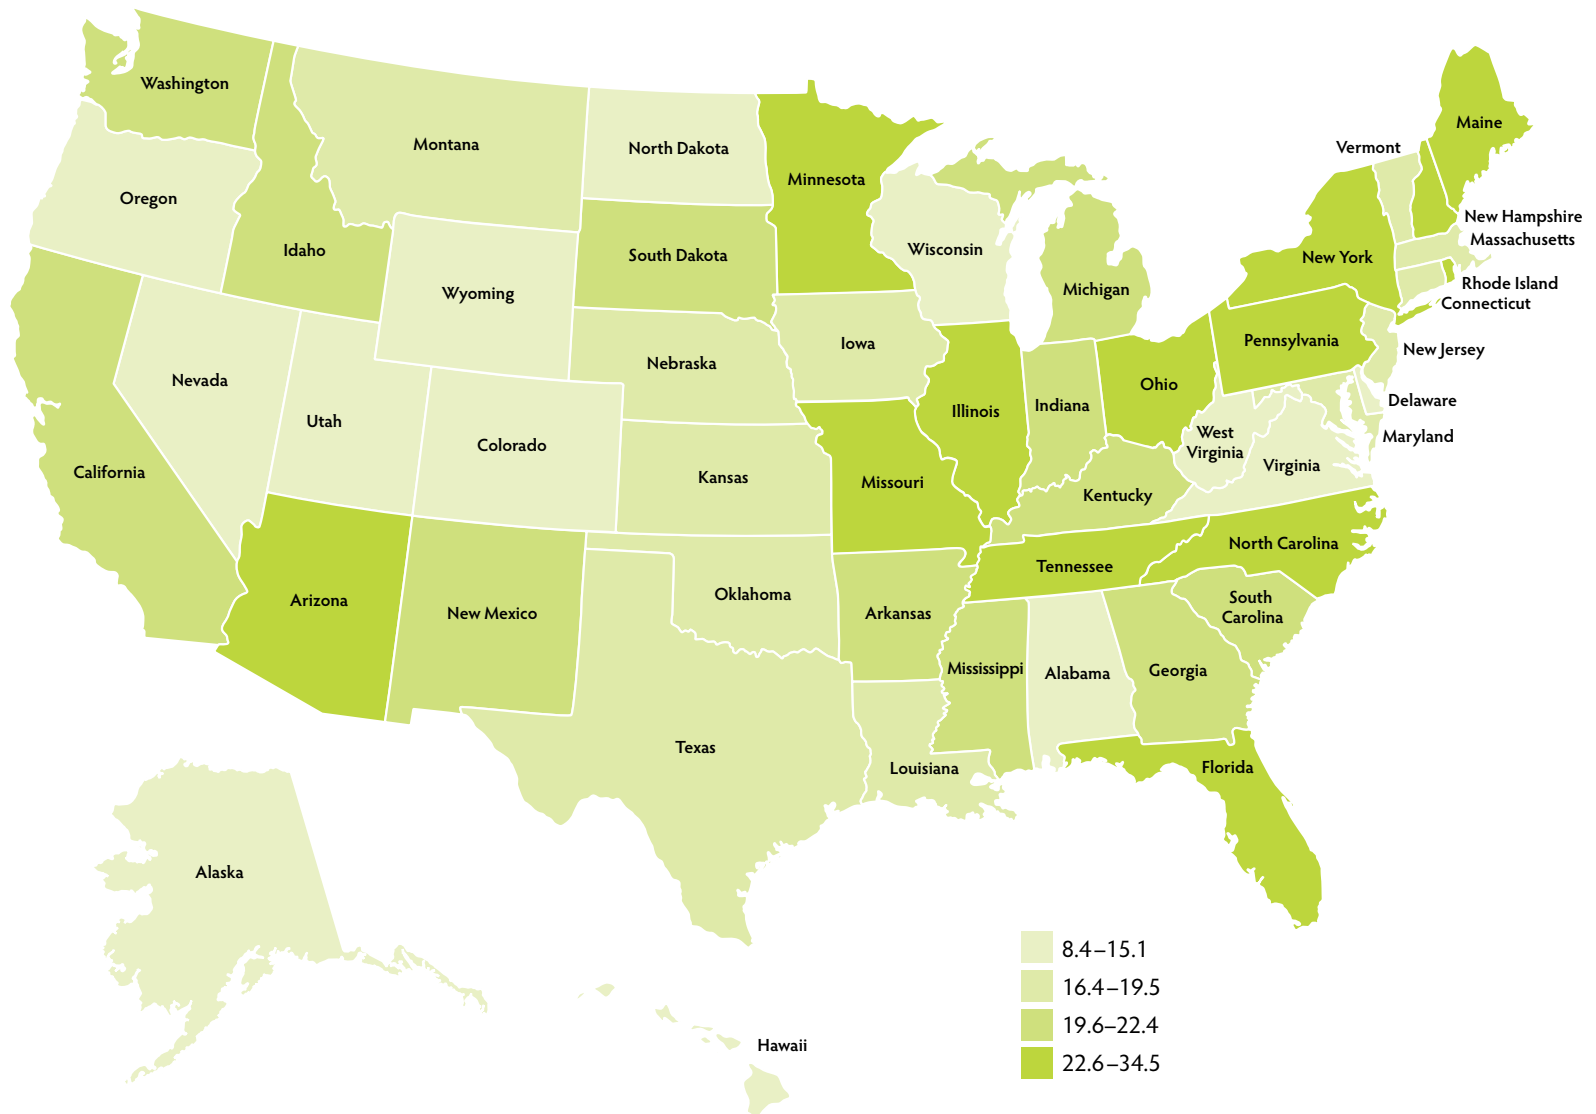 Washington
Montana
North Dakota
Minnesota
Maine
Vermont
Oregon
Idaho
South Dakota
Wisconsin
New York
New Hampshire
Massachusetts
Wyoming
Michigan
Rhode Island
Connecticut
Nevada
Nebraska
Iowa
Pennsylvania
New Jersey
Utah
Colorado
Illinois
Indiana
Ohio
Delaware
Maryland
California
Kansas
Missouri
Kentucky
West
Virginia
Virginia
Arizona
New Mexico
Oklahoma
Arkansas
Tennessee
North Carolina
South
Carolina
Mississippi
Alabama
Georgia
Texas
Louisiana
Florida
Alaska
Hawaii
8.4–15.1
16.4–19.5
19.6–22.4
22.6–34.5